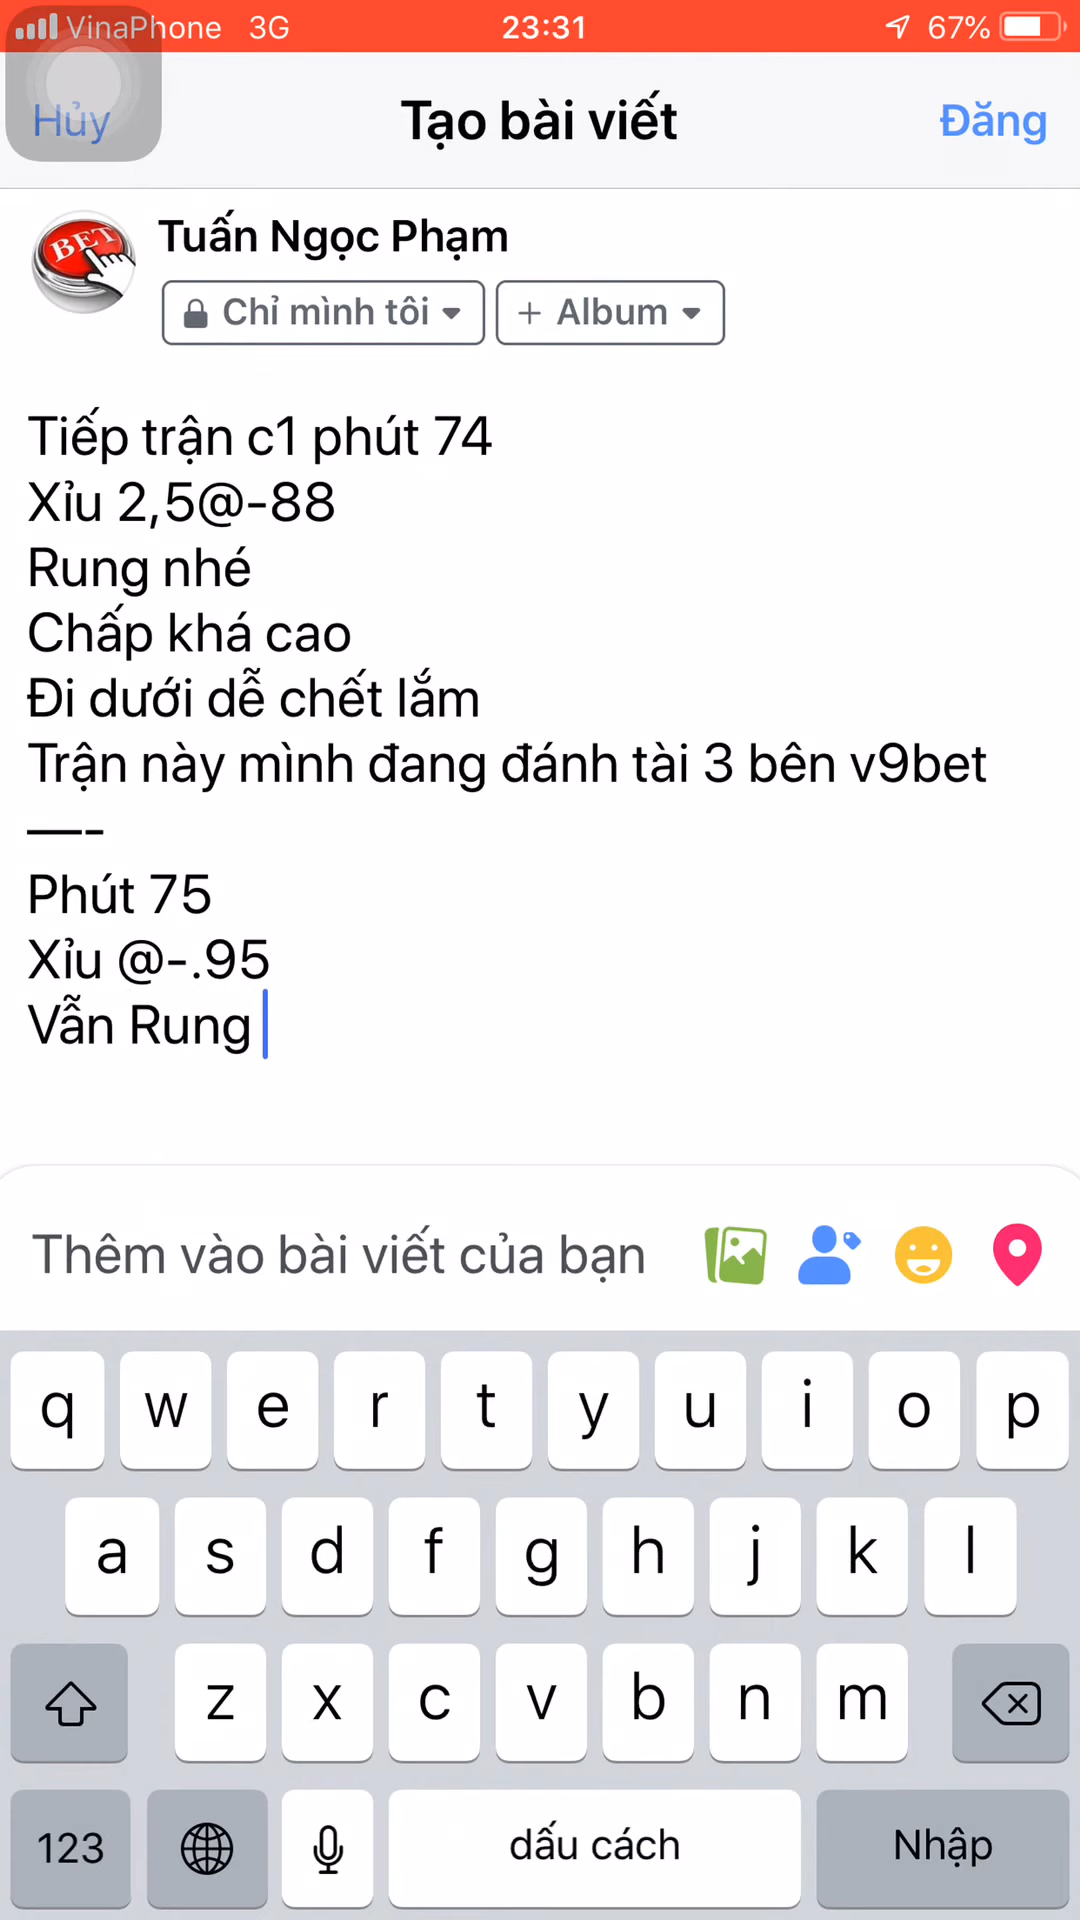 VinaPhone 3G 23:31 67%
Hủy Tạo bài viết Đăng
BET
Tuấn Ngọc Phạm
Chỉ mình tôi + Album
Tiếp trận c1 phút 74
Xỉu 2,5@-88
Rung nhé
Chấp khá cao
Đi dưới dễ chết lắm
Trận này mình đang đánh tài 3 bên v9bet
—-
Phút 75
Xỉu @-.95
Vẫn Rung
Thêm vào bài viết của bạn
q w e r t y u i o p
a s d f g h j k l
z x c v b n m
123 dấu cách Nhập